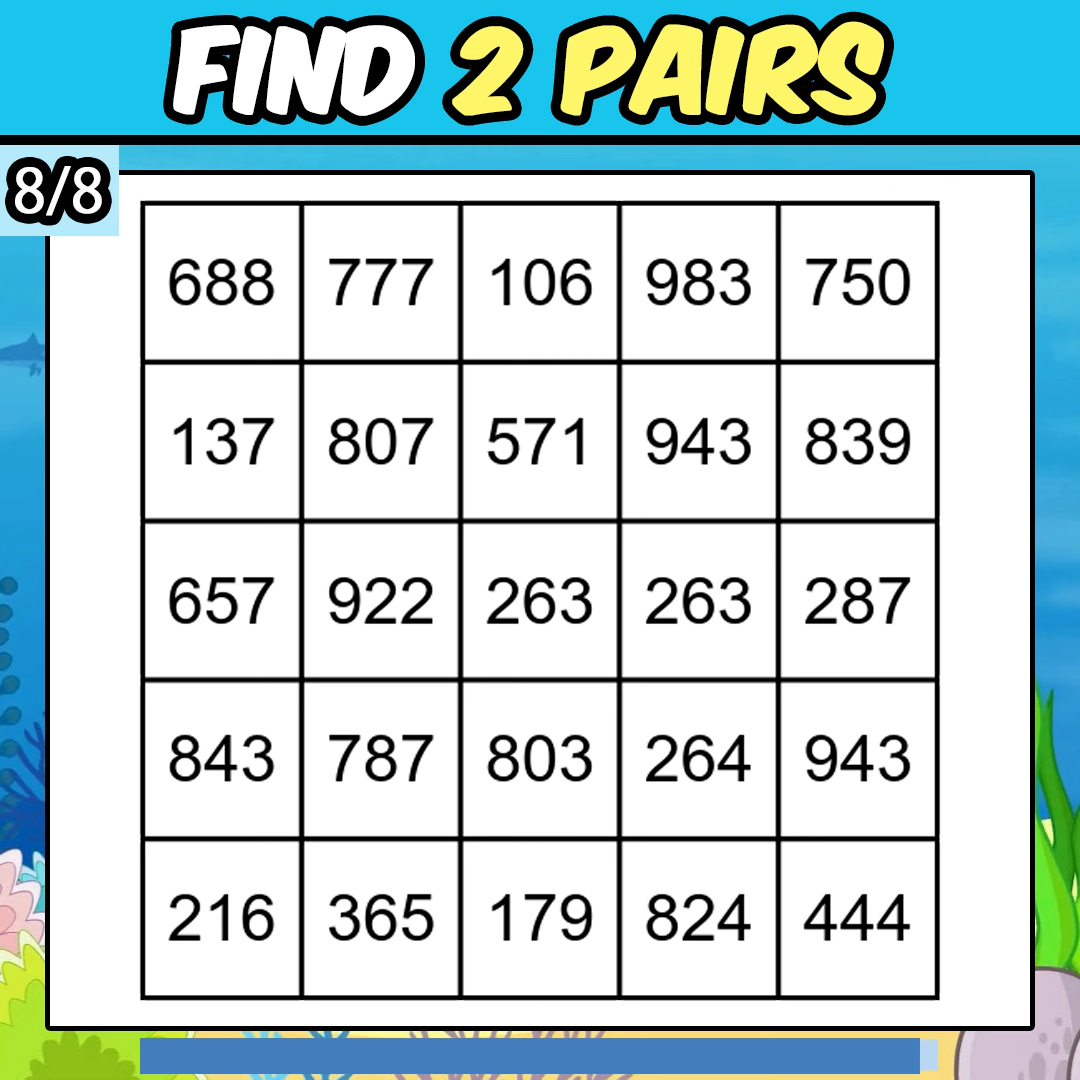 FIND 2 PAIRS
8/8
688 777 106 983 750
137 807 571 943 839
657 922 263 263 287
843 787 803 264 943
216 365 179 824 444